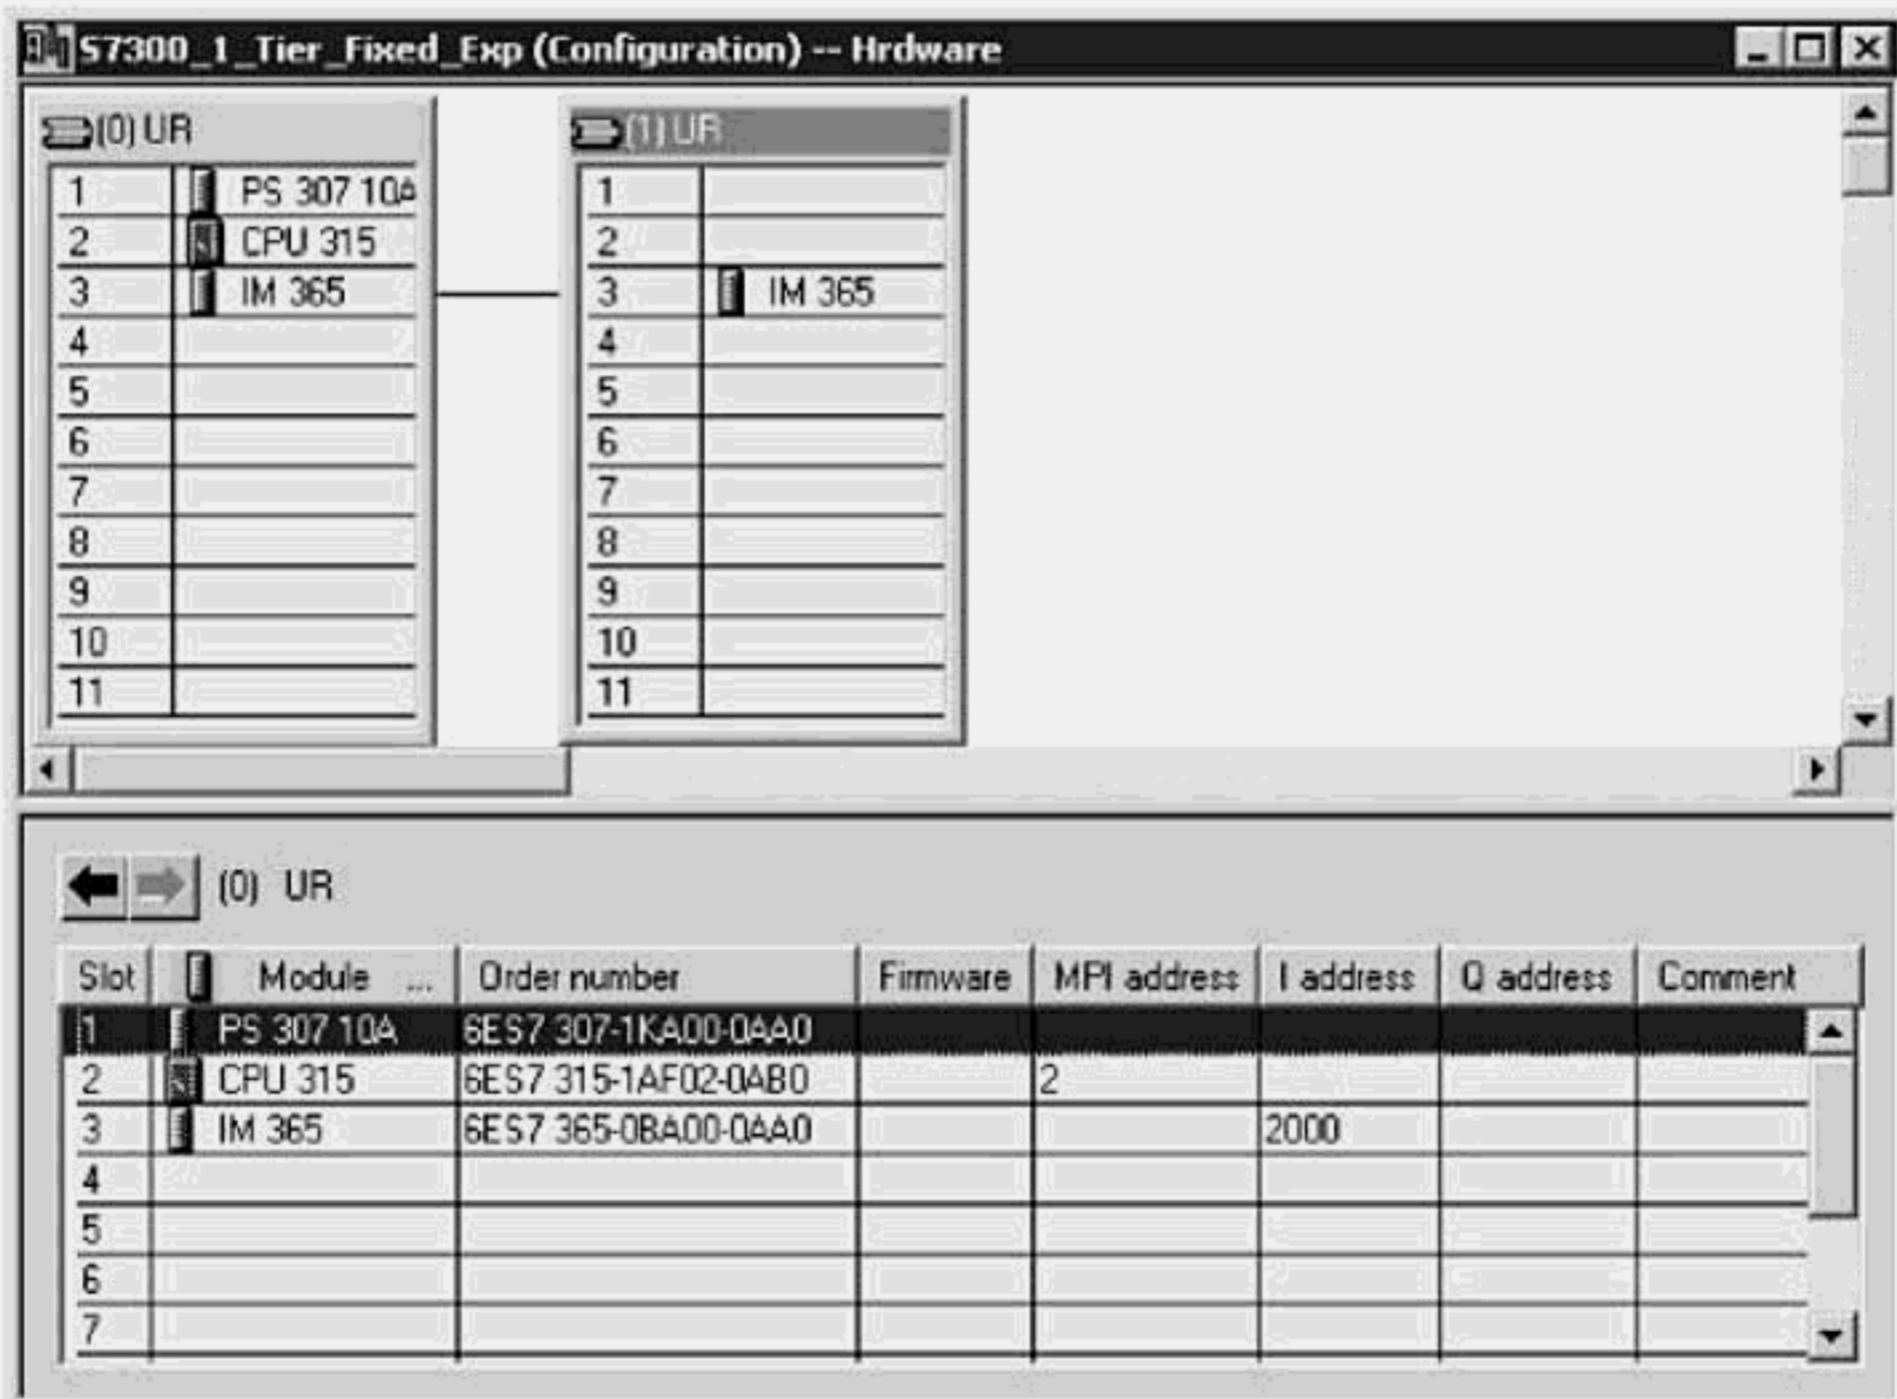 S7300_1_Tier_Fixed_Exp (Configuration) -- Hrdware
(0) UR
1 PS 307 10A
2 CPU 315
3 IM 365
4
5
6
7
8
9
10
11
(1) UR
1
2
3 IM 365
4
5
6
7
8
9
10
11
(0) UR
Slot Module ... Order number Firmware MPI address I address Q address Comment
1 PS 307 10A 6ES7 307-1KA00-0AA0
2 CPU 315 6ES7 315-1AF02-0AB0 2
3 IM 365 6ES7 365-0BA00-0AA0 2000
4
5
6
7